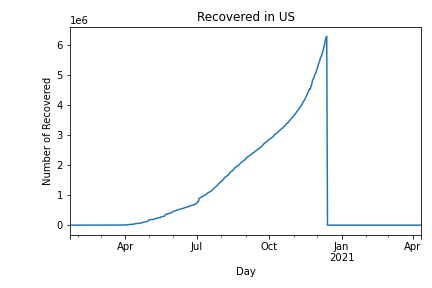 Recovered in US
1e6
6
5
4
3
2
1
0
Number of Recovered
Apr
Jul
Oct
Jan
2021
Apr
Day